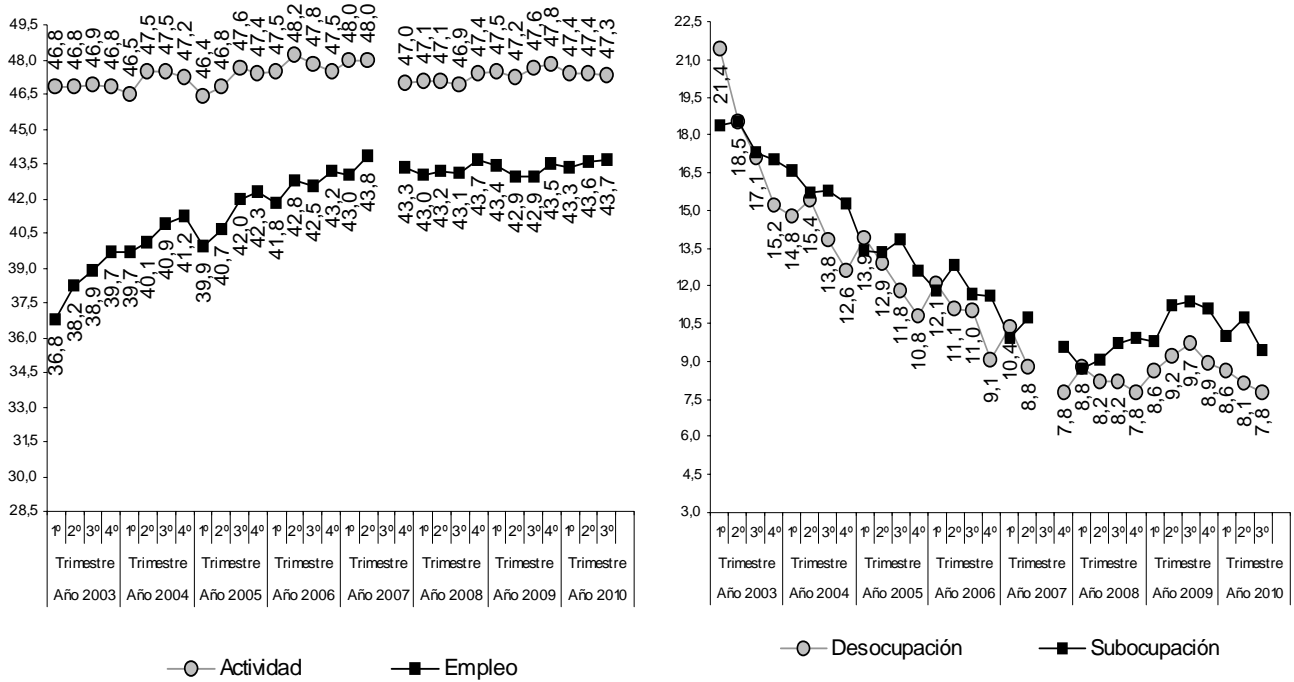 49,5
48,0
46,5
45,0
43,5
42,0
40,5
39,0
37,5
36,0
34,5
33,0
31,5
30,0
28,5
46,8 46,8 46,9 46,8 46,5 47,5 47,5 47,2 46,4 46,8 47,6 47,4 47,5 48,2 47,8 47,5 48,0 48,0 47,0 47,1 47,1 46,9 47,4 47,5 47,2 47,6 47,8 47,4 47,4 47,3
36,8 38,2 38,9 39,7 39,7 40,1 40,9 41,2 39,9 40,7 42,0 42,3 41,8 42,8 42,5 43,2 43,0 43,8 43,3 43,0 43,2 43,1 43,7 43,4 42,9 42,9 43,5 43,3 43,6 43,7
1º 2º 3º 4º 1º 2º 3º 4º 1º 2º 3º 4º 1º 2º 3º 4º 1º 2º 3º 4º 1º 2º 3º 4º 1º 2º 3º 4º 1º 2º 3º
Trimestre Trimestre Trimestre Trimestre Trimestre Trimestre Trimestre Trimestre
Año 2003 Año 2004 Año 2005 Año 2006 Año 2007 Año 2008 Año 2009 Año 2010
Actividad Empleo
22,5
21,0
19,5
18,0
16,5
15,0
13,5
12,0
10,5
9,0
7,5
6,0
4,5
3,0
21,4 18,5 17,1 15,2 14,8 15,4 13,8 12,6 13,9 12,9 11,8 10,8 12,1 11,1 11,0 9,1 10,4 8,8 7,8 8,8 8,2 8,2 7,8 8,6 9,2 9,7 8,9 8,6 8,1 7,8
1º 2º 3º 4º 1º 2º 3º 4º 1º 2º 3º 4º 1º 2º 3º 4º 1º 2º 3º 4º 1º 2º 3º 4º 1º 2º 3º 4º 1º 2º 3º
Trimestre Trimestre Trimestre Trimestre Trimestre Trimestre Trimestre Trimestre
Año 2003 Año 2004 Año 2005 Año 2006 Año 2007 Año 2008 Año 2009 Año 2010
Desocupación Subocupación